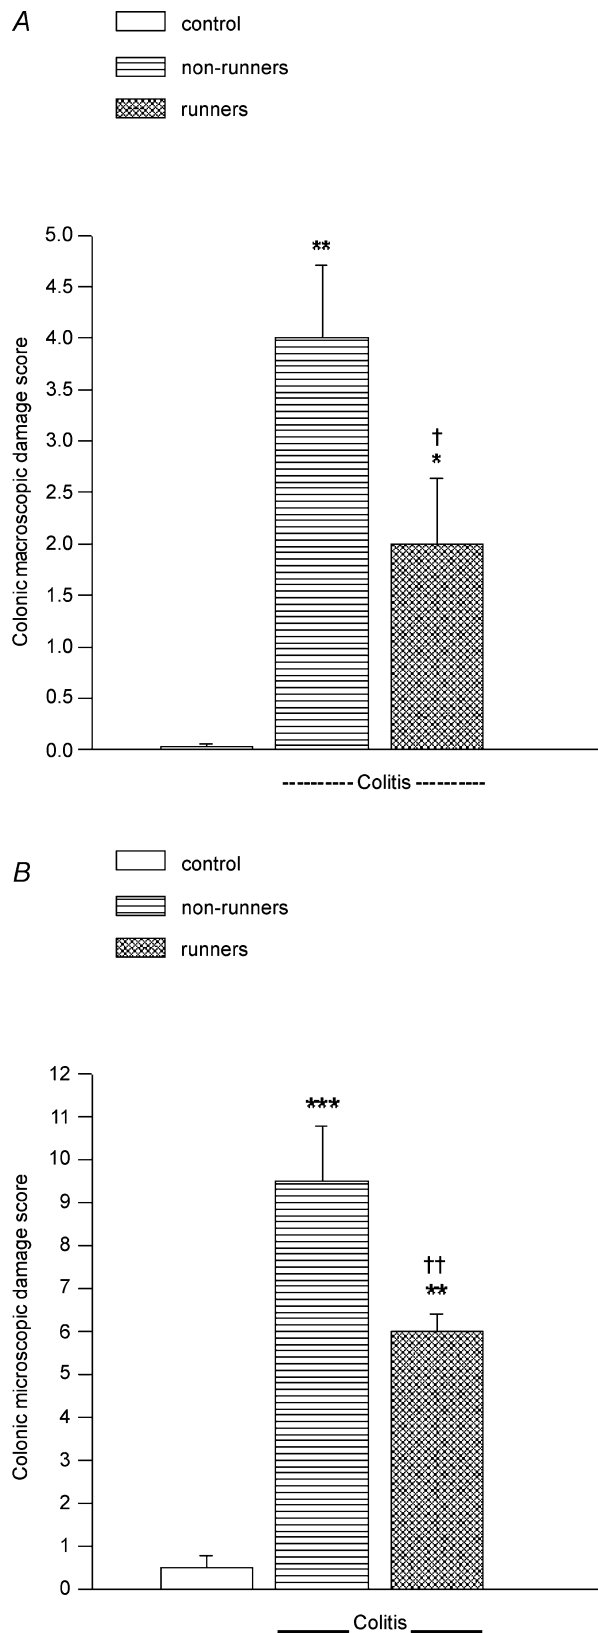 A
control
non-runners
runners
Colonic macroscopic damage score
5.0
4.5
4.0
3.5
3.0
2.5
2.0
1.5
1.0
0.5
0.0
**
†
*
Colitis
B
control
non-runners
runners
Colonic microscopic damage score
12
11
10
9
8
7
6
5
4
3
2
1
0
***
††
**
Colitis